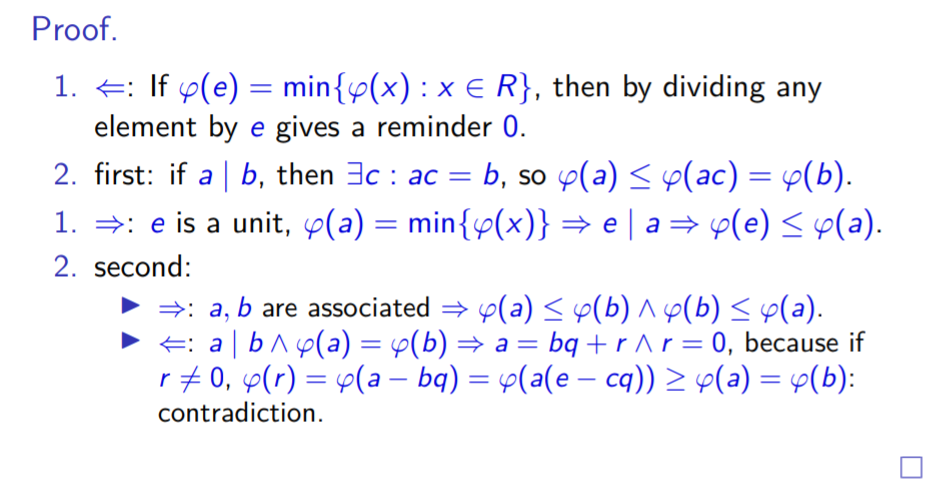 Proof.
1. ⇐: If φ(e) = min{φ(x) : x ∈ R}, then by dividing any
element by e gives a reminder 0.
2. first: if a | b, then ∃c : ac = b, so φ(a) ≤ φ(ac) = φ(b).
1. ⇒: e is a unit, φ(a) = min{φ(x)} ⇒ e | a ⇒ φ(e) ≤ φ(a).
2. second:
▶ ⇒: a, b are associated ⇒ φ(a) ≤ φ(b) ∧ φ(b) ≤ φ(a).
▶ ⇐: a | b ∧ φ(a) = φ(b) ⇒ a = bq + r ∧ r = 0, because if
r ≠ 0, φ(r) = φ(a − bq) = φ(a(e − cq)) ≥ φ(a) = φ(b):
contradiction.
□